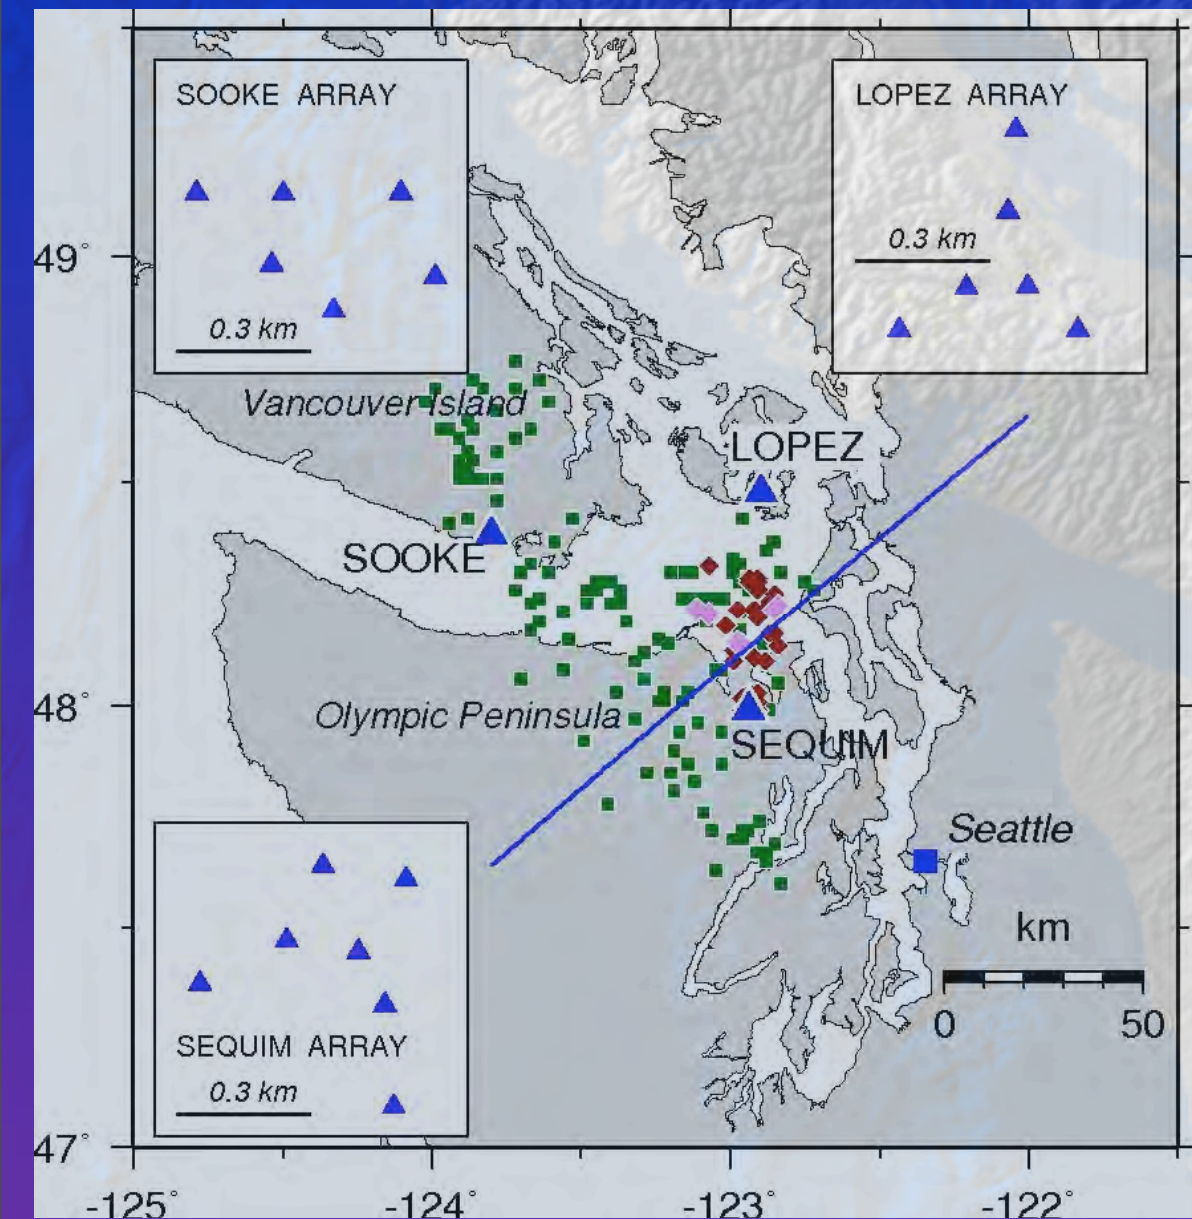 SOOKE ARRAY
LOPEZ ARRAY
0.3 km
49°
0.3 km
Vancouver Island
LOPEZ
SOOKE
48°
Olympic Peninsula
SEQUIM
Seattle
km
0 50
SEQUIM ARRAY
0.3 km
47°
-125° -124° -123° -122°